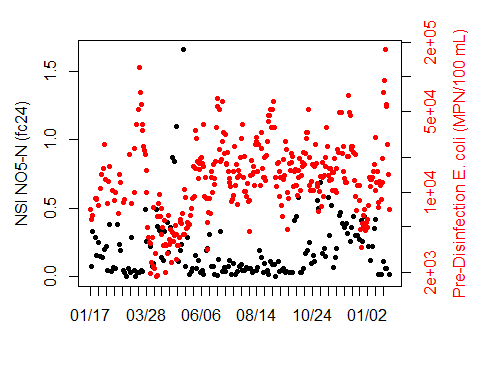 NSI NO5-N (fc24)
1.5
1.0
0.5
0.0
2e+05
5e+04
1e+04
2e+03
Pre-Disinfection E. coli (MPN/100 mL)
01/17 03/28 06/06 08/14 10/24 01/02